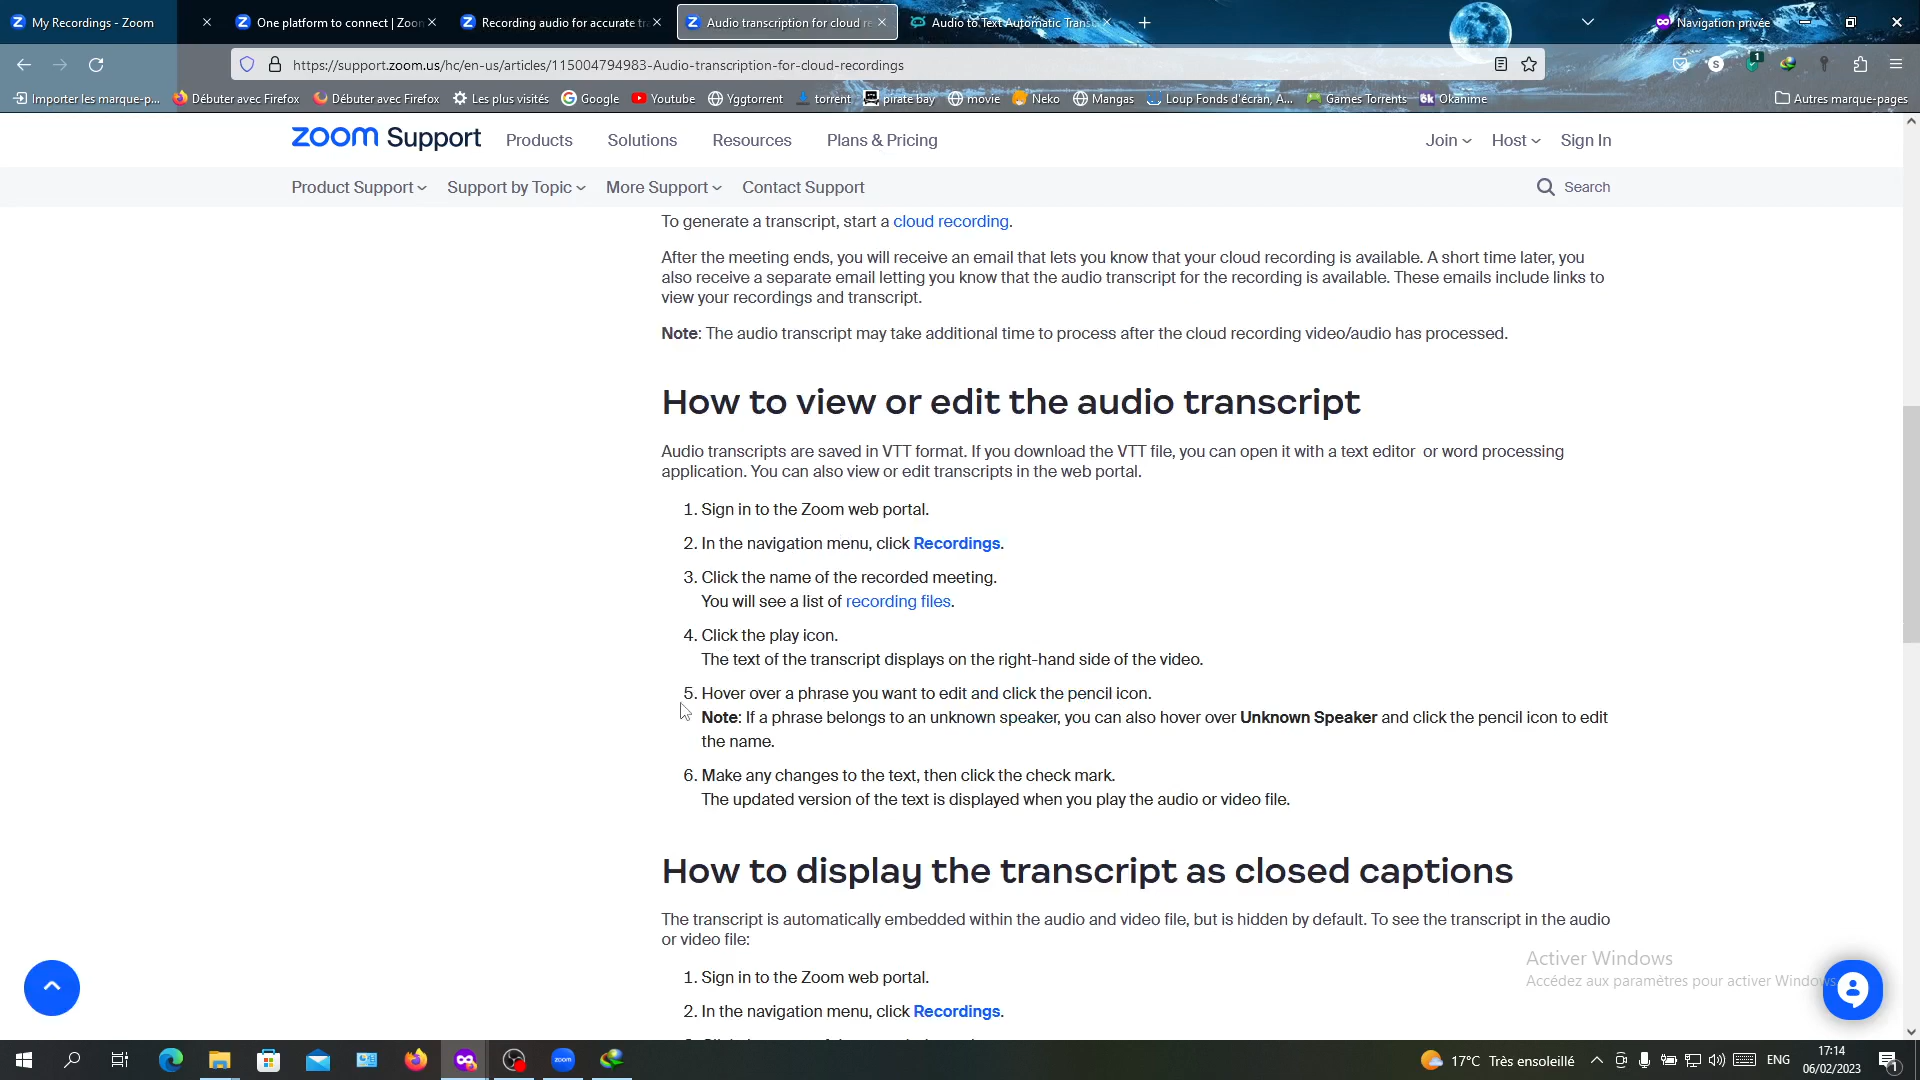 My Recordings - Zoom
One platform to connect | Zoom
Recording audio for accurate tr
Audio transcription for cloud re
Audio to Text Automatic Trans
Navigation privée
https://support.zoom.us/hc/en-us/articles/115004794983-Audio-transcription-for-cloud-recordings
Importer les marque-p...
Débuter avec Firefox
Débuter avec Firefox
Les plus visités
Google
Youtube
Yggtorrent
torrent
pirate bay
movie
Neko
Mangas
Loup Fonds d'écran, A...
Games Torrents
Okanime
Autres marque-pages
zoom Support
Products
Solutions
Resources
Plans & Pricing
Join
Host
Sign In
Product Support
Support by Topic
More Support
Contact Support
Search
To generate a transcript, start a cloud recording.
After the meeting ends, you will receive an email that lets you know that your cloud recording is available. A short time later, you
also receive a separate email letting you know that the audio transcript for the recording is available. These emails include links to
view your recordings and transcript.
Note: The audio transcript may take additional time to process after the cloud recording video/audio has processed.
How to view or edit the audio transcript
Audio transcripts are saved in VTT format. If you download the VTT file, you can open it with a text editor or word processing
application. You can also view or edit transcripts in the web portal.
1. Sign in to the Zoom web portal.
2. In the navigation menu, click Recordings.
3. Click the name of the recorded meeting.
You will see a list of recording files.
4. Click the play icon.
The text of the transcript displays on the right-hand side of the video.
5. Hover over a phrase you want to edit and click the pencil icon.
Note: If a phrase belongs to an unknown speaker, you can also hover over Unknown Speaker and click the pencil icon to edit
the name.
6. Make any changes to the text, then click the check mark.
The updated version of the text is displayed when you play the audio or video file.
How to display the transcript as closed captions
The transcript is automatically embedded within the audio and video file, but is hidden by default. To see the transcript in the audio
or video file:
1. Sign in to the Zoom web portal.
2. In the navigation menu, click Recordings.
Activer Windows
Accédez aux paramètres pour activer Windows
17°C Très ensoleillé
ENG
17:14
06/02/2023